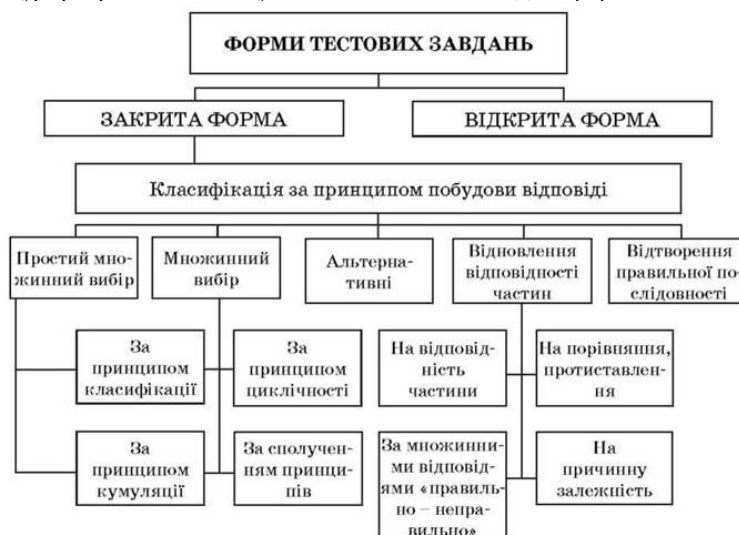 ФОРМИ ТЕСТОВИХ ЗАВДАНЬ
ЗАКРИТА ФОРМА
ВІДКРИТА ФОРМА
Класифікація за принципом побудови відповіді
Простий мно-
жинний вибір
Множинний
вибір
Альтерна-
тивні
Відновлення
відповідності
частин
Відтворення
правильної по-
слідовності
За
принципом
класифікації
За
принципом
циклічності
На відповід-
ність
частини
На порівняння,
протиставлен-
ня
За
принципом
кумуляції
За сполучен-
ням принци-
пів
За множинни-
ми відповід-
ями «правиль-
но – непра-
вильно»
На
причинну
залежність